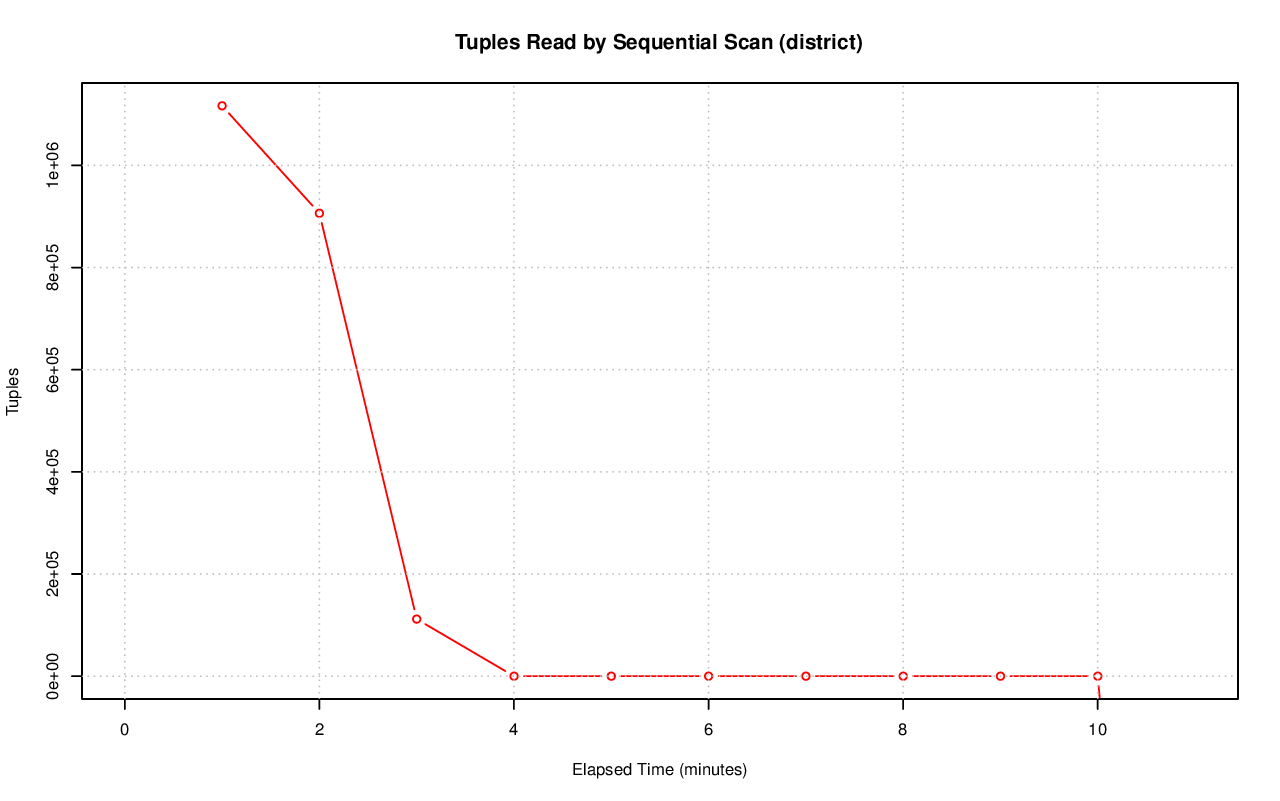 Tuples Read by Sequential Scan (district)
Tuples
1e+06
8e+05
6e+05
4e+05
2e+05
0e+00
0 2 4 6 8 10
Elapsed Time (minutes)